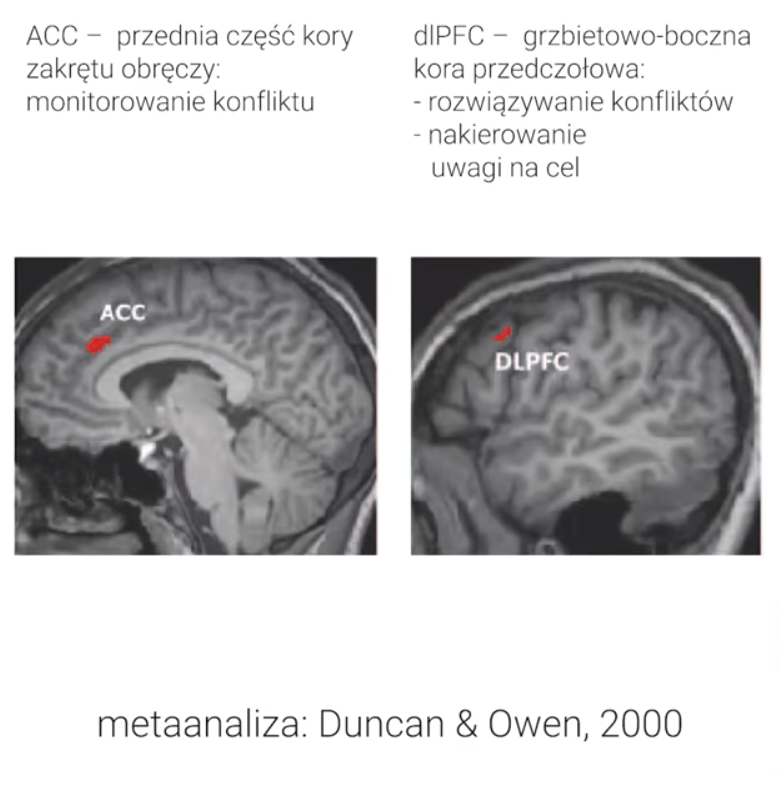 ACC – przednia część kory
zakrętu obręczy:
monitorowanie konfliktu
dlPFC – grzbietowo-boczna
kora przedczołowa:
- rozwiązywanie konfliktów
- nakierowanie
uwagi na cel
ACC
DLPFC
metaanaliza: Duncan & Owen, 2000